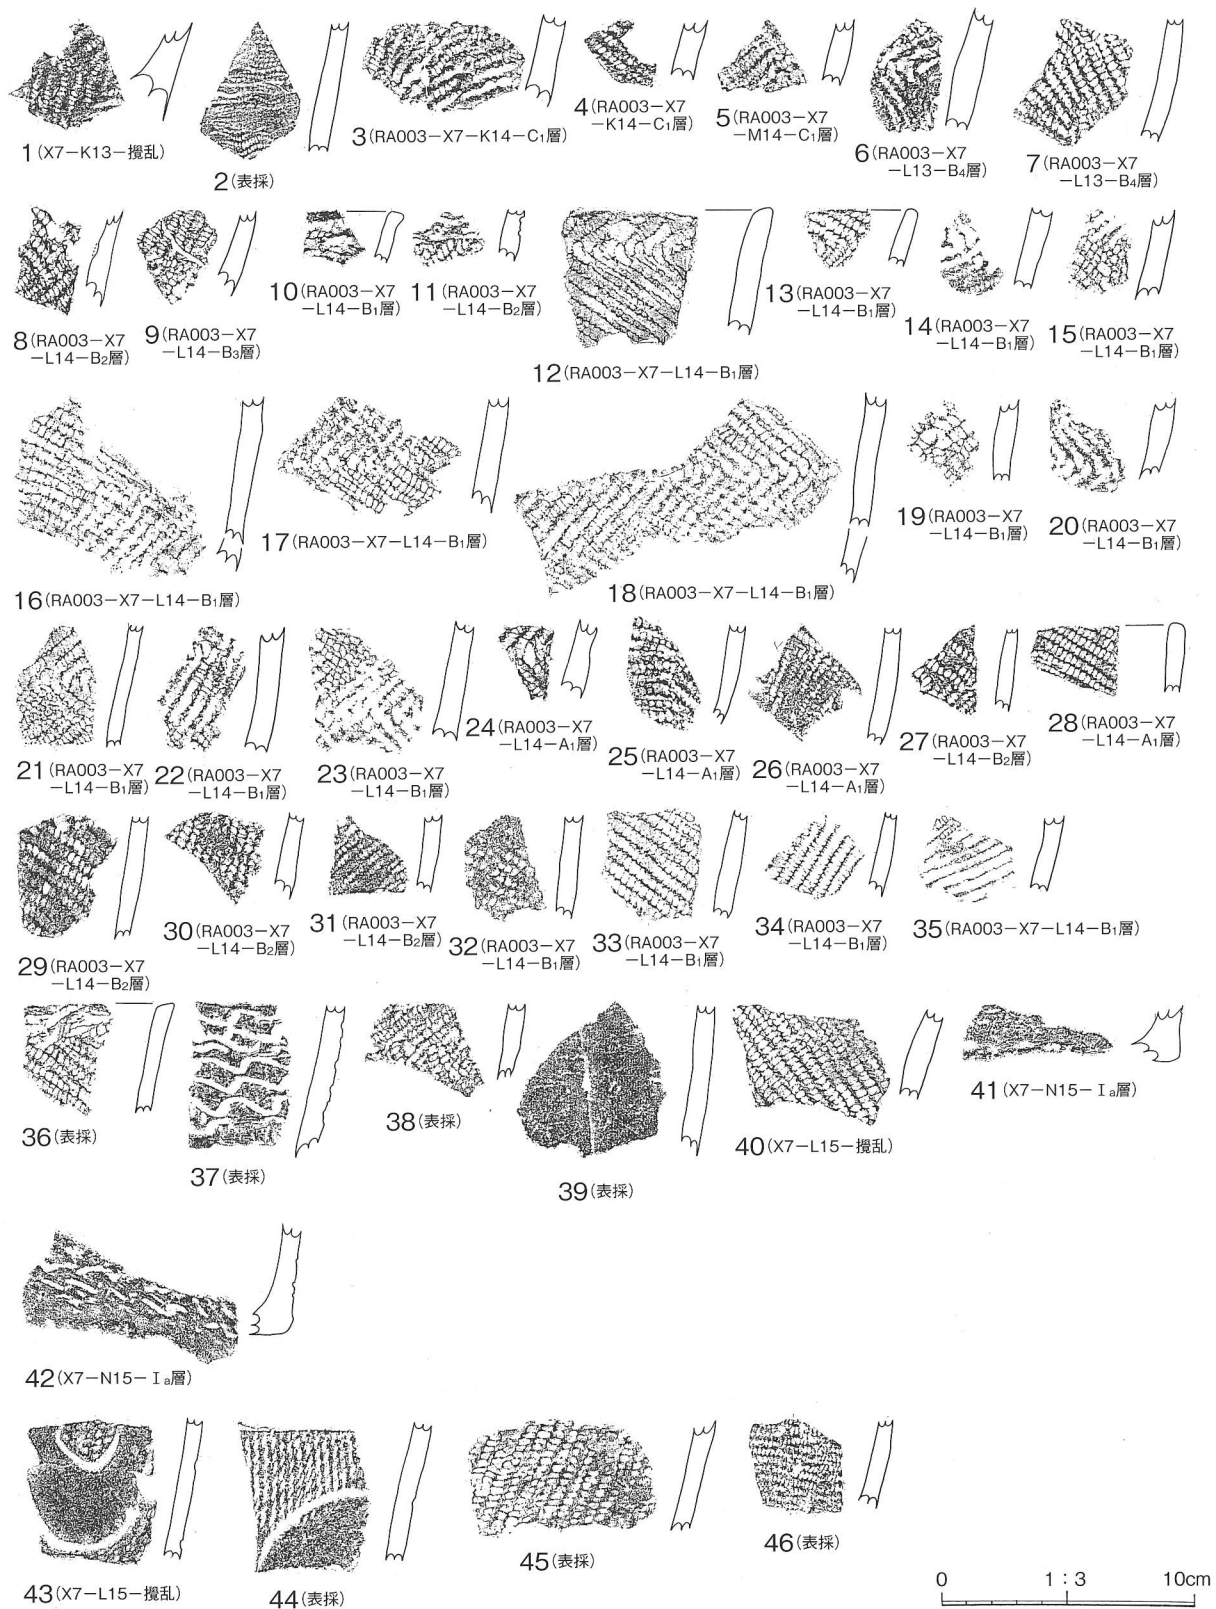 1(X7－K13－攪乱)
2(表採)
3(RA003－X7－K14－C₁層)
4(RA003－X7
－K14－C₁層)
5(RA003－X7
－M14－C₁層)
6(RA003－X7
－L13－B₄層)
7(RA003－X7
－L13－B₄層)
8(RA003－X7
－L14－B₂層)
9(RA003－X7
－L14－B₃層)
10(RA003－X7
－L14－B₁層)
11(RA003－X7
－L14－B₂層)
12(RA003－X7－L14－B₁層)
13(RA003－X7
－L14－B₁層)
14(RA003－X7
－L14－B₁層)
15(RA003－X7
－L14－B₁層)
16(RA003－X7－L14－B₁層)
17(RA003－X7－L14－B₁層)
18(RA003－X7－L14－B₁層)
19(RA003－X7
－L14－B₁層)
20(RA003－X7
－L14－B₁層)
21(RA003－X7
－L14－B₁層)
22(RA003－X7
－L14－B₁層)
23(RA003－X7
－L14－B₁層)
24(RA003－X7
－L14－A₁層)
25(RA003－X7
－L14－A₁層)
26(RA003－X7
－L14－A₁層)
27(RA003－X7
－L14－B₂層)
28(RA003－X7
－L14－A₁層)
29(RA003－X7
－L14－B₂層)
30(RA003－X7
－L14－B₂層)
31(RA003－X7
－L14－B₂層)
32(RA003－X7
－L14－B₁層)
33(RA003－X7
－L14－B₁層)
34(RA003－X7
－L14－B₁層)
35(RA003－X7－L14－B₁層)
36(表採)
37(表採)
38(表採)
39(表採)
40(X7－L15－攪乱)
41(X7－N15－Ⅰa層)
42(X7－N15－Ⅰa層)
43(X7－L15－攪乱)
44(表採)
45(表採)
46(表採)
0 1：3 10cm